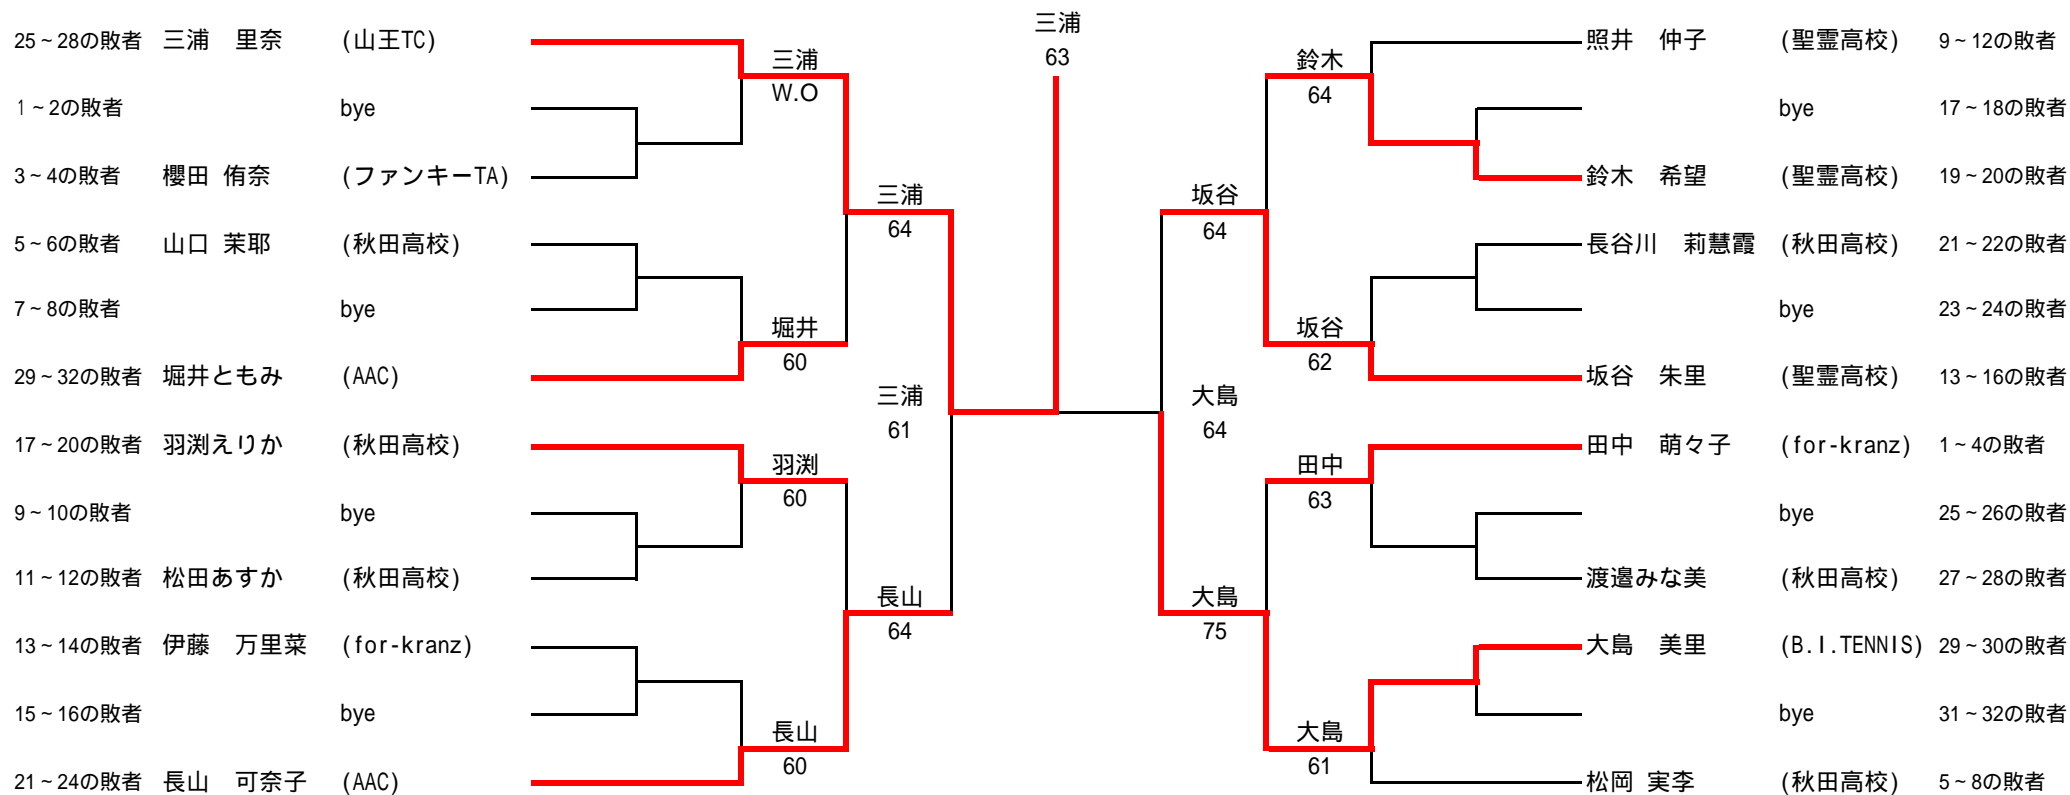 三浦
63
25~28の敗者 三浦　里奈 (山王TC)
三浦
W.O
1~2の敗者 bye
3~4の敗者 櫻田 侑奈 (ファンキーTA)
三浦
64
5~6の敗者 山口 茉耶 (秋田高校)
7~8の敗者 bye
堀井
60
29~32の敗者 堀井ともみ (AAC)
三浦
61
17~20の敗者 羽渕えりか (秋田高校)
羽渕
60
9~10の敗者 bye
11~12の敗者 松田あすか (秋田高校)
長山
64
13~14の敗者 伊藤　万里菜 (for-kranz)
15~16の敗者 bye
長山
60
21~24の敗者 長山　可奈子 (AAC)
照井　仲子 (聖霊高校) 9~12の敗者
鈴木
64
bye 17~18の敗者
鈴木　希望 (聖霊高校) 19~20の敗者
坂谷
64
長谷川　莉慧霞 (秋田高校) 21~22の敗者
bye 23~24の敗者
坂谷
62
坂谷　朱里 (聖霊高校) 13~16の敗者
大島
64
田中　萌々子 (for-kranz) 1~4の敗者
田中
63
bye 25~26の敗者
渡邉みな美 (秋田高校) 27~28の敗者
大島
75
大島　美里 (B.I.TENNIS) 29~30の敗者
bye 31~32の敗者
大島
61
松岡 実李 (秋田高校) 5~8の敗者